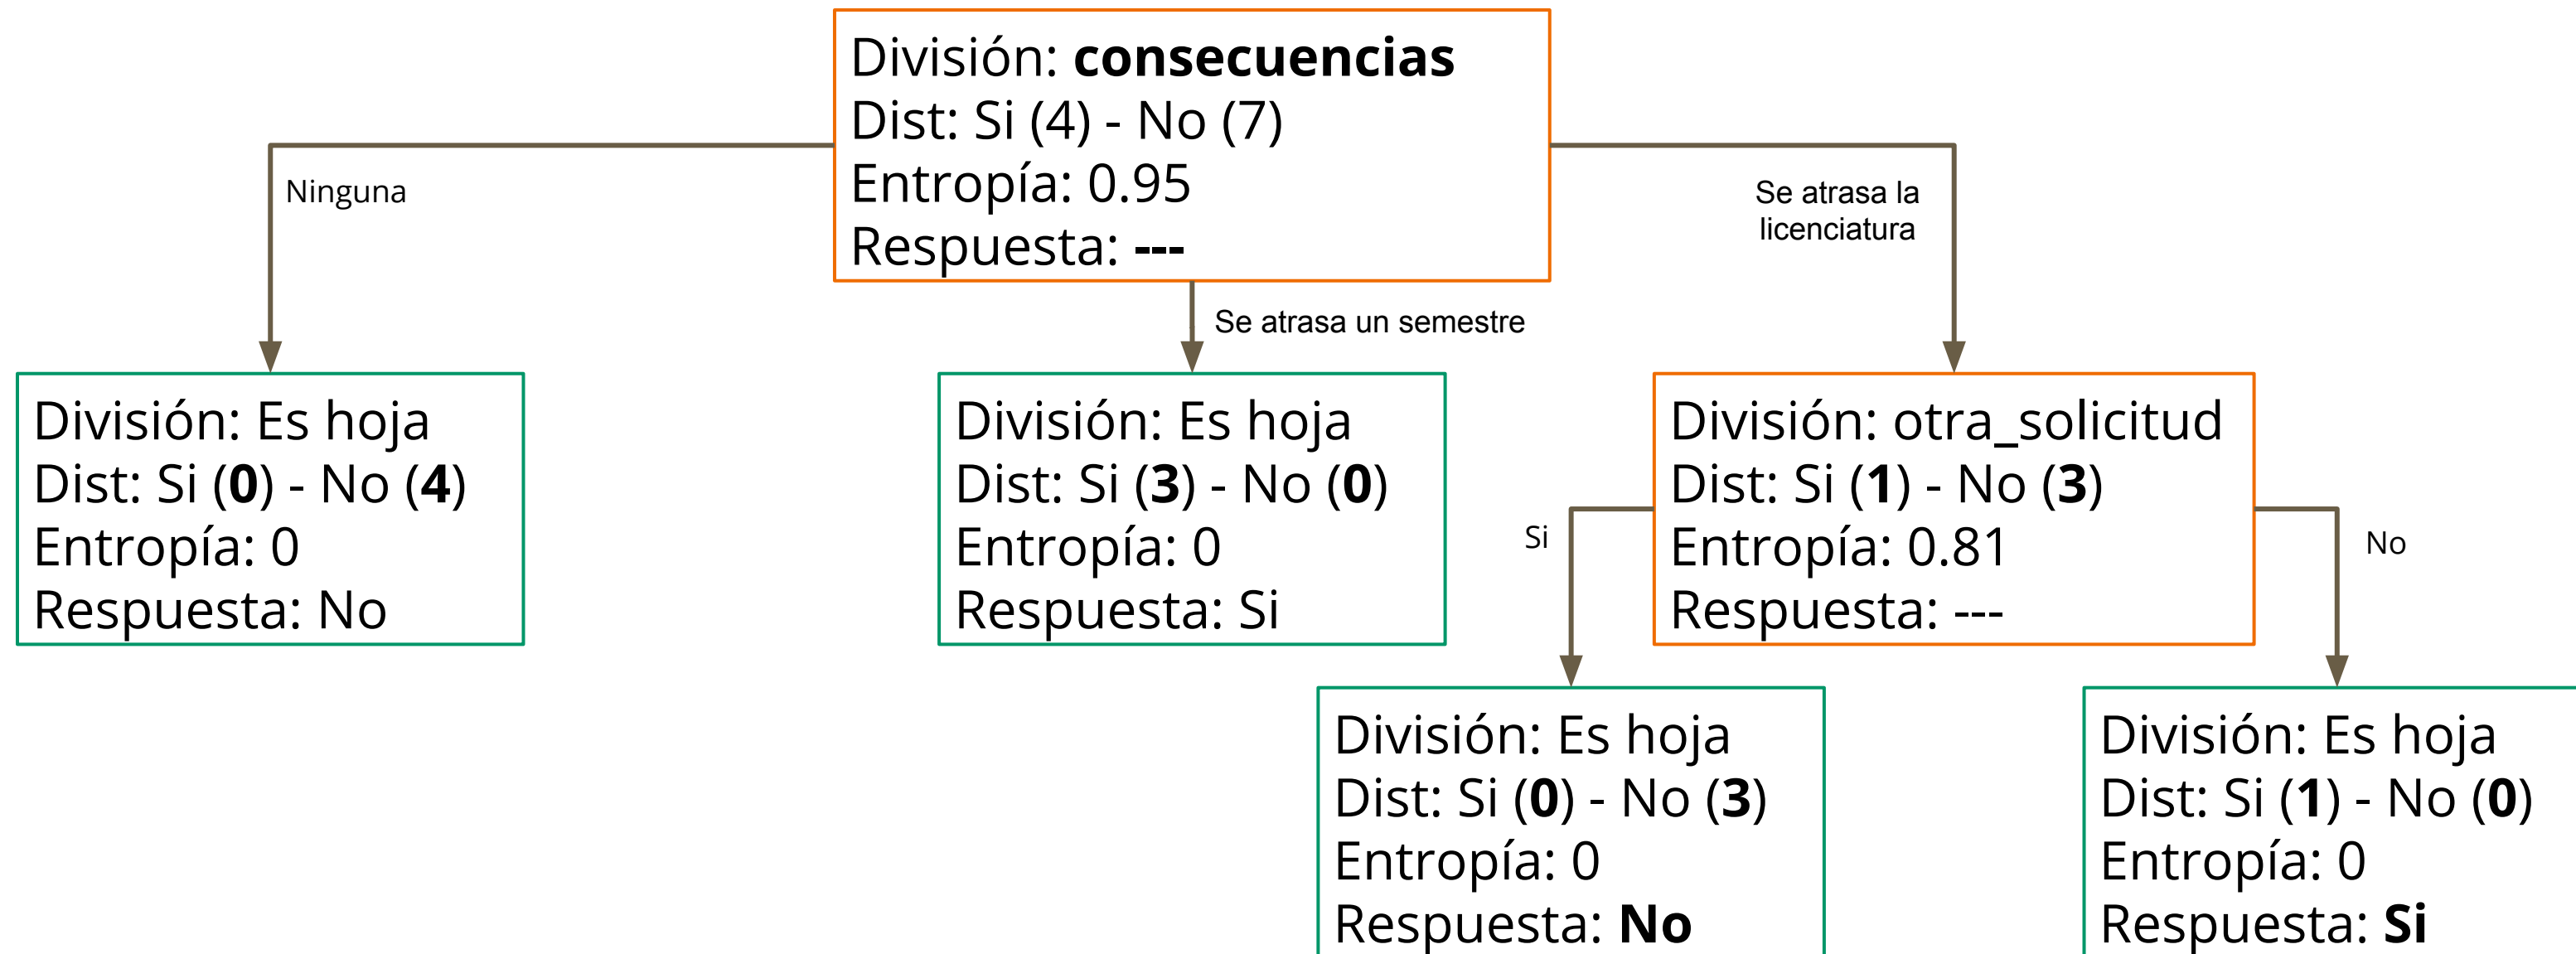 División: consecuencias
Dist: Si (4) - No (7)
Entropía: 0.95
Respuesta: ---
Ninguna
Se atrasa un semestre
Se atrasa la
licenciatura
División: Es hoja
Dist: Si (0) - No (4)
Entropía: 0
Respuesta: No
División: Es hoja
Dist: Si (3) - No (0)
Entropía: 0
Respuesta: Si
División: otra_solicitud
Dist: Si (1) - No (3)
Entropía: 0.81
Respuesta: ---
Si
No
División: Es hoja
Dist: Si (0) - No (3)
Entropía: 0
Respuesta: No
División: Es hoja
Dist: Si (1) - No (0)
Entropía: 0
Respuesta: Si